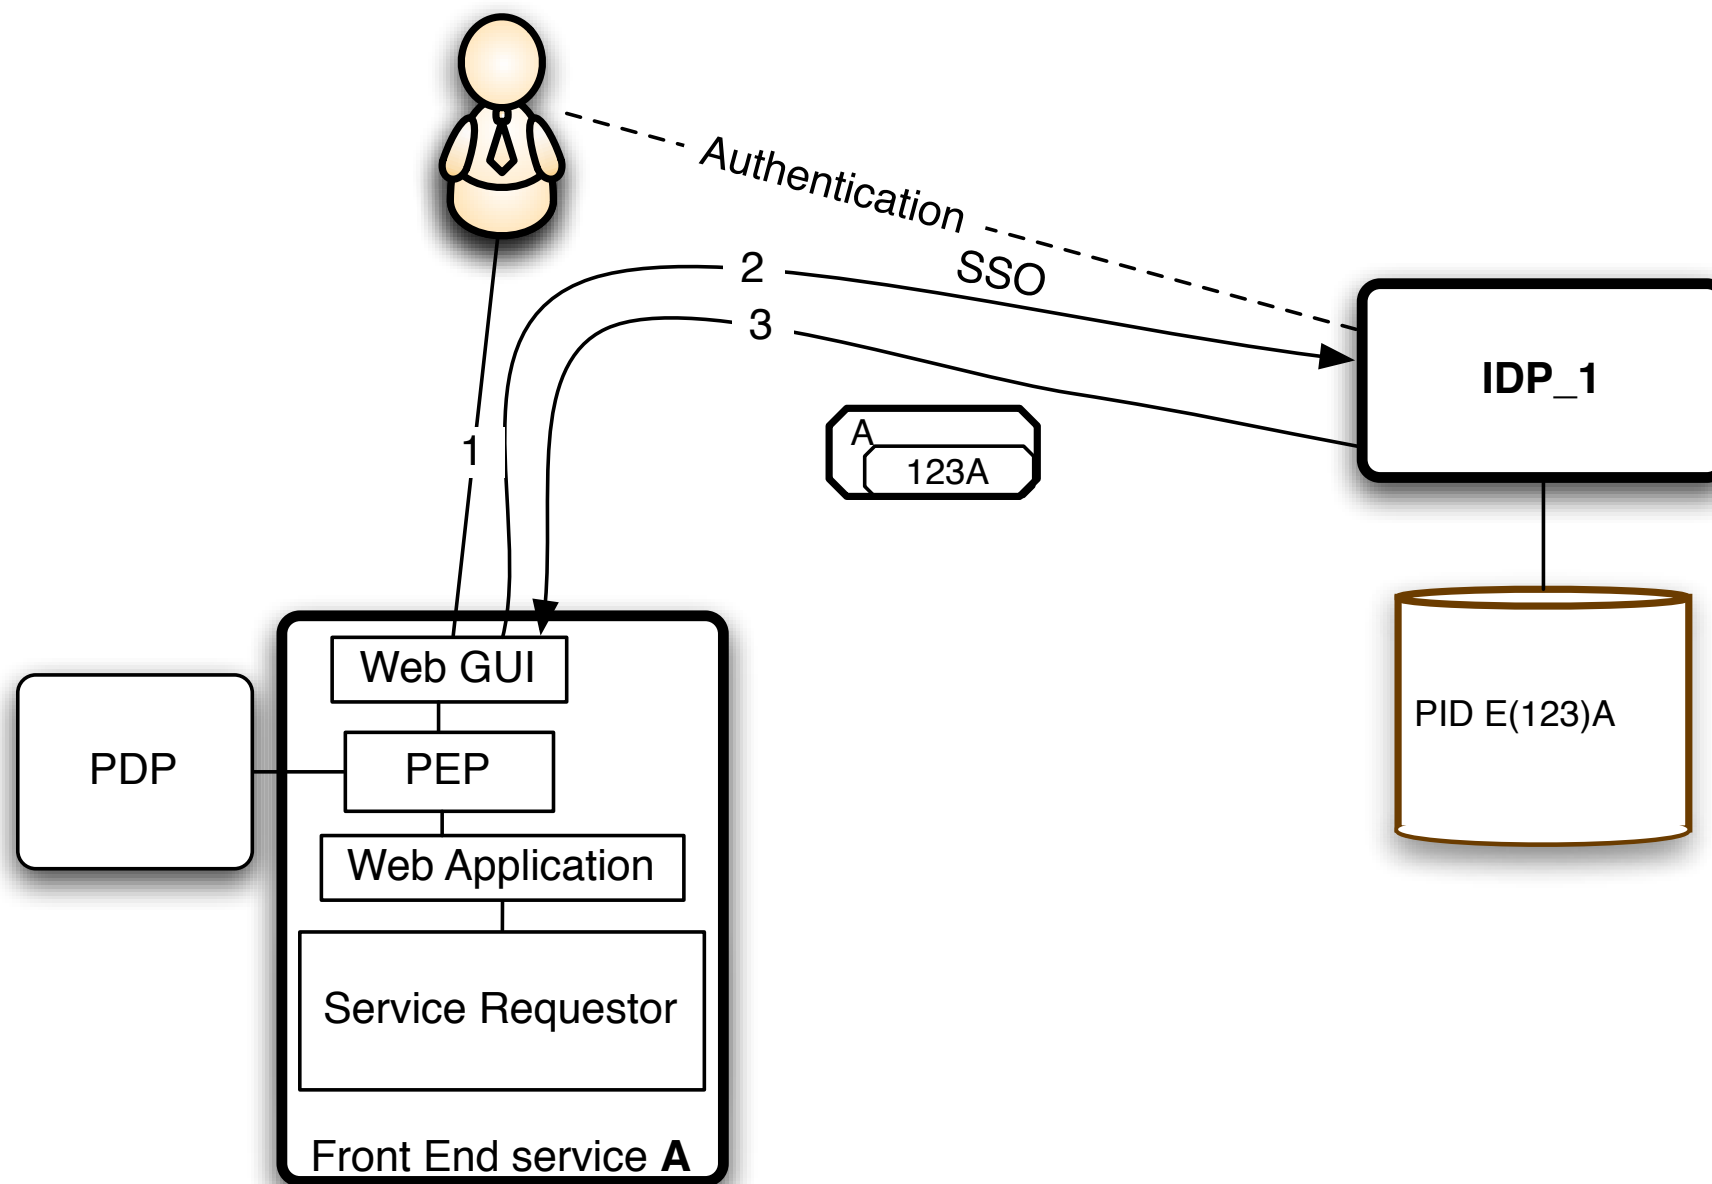 Authentication
SSO
2
3
1
IDP_1
A
123A
Web GUI
PID E(123)A
PDP
PEP
Web Application
Service Requestor
Front End service A